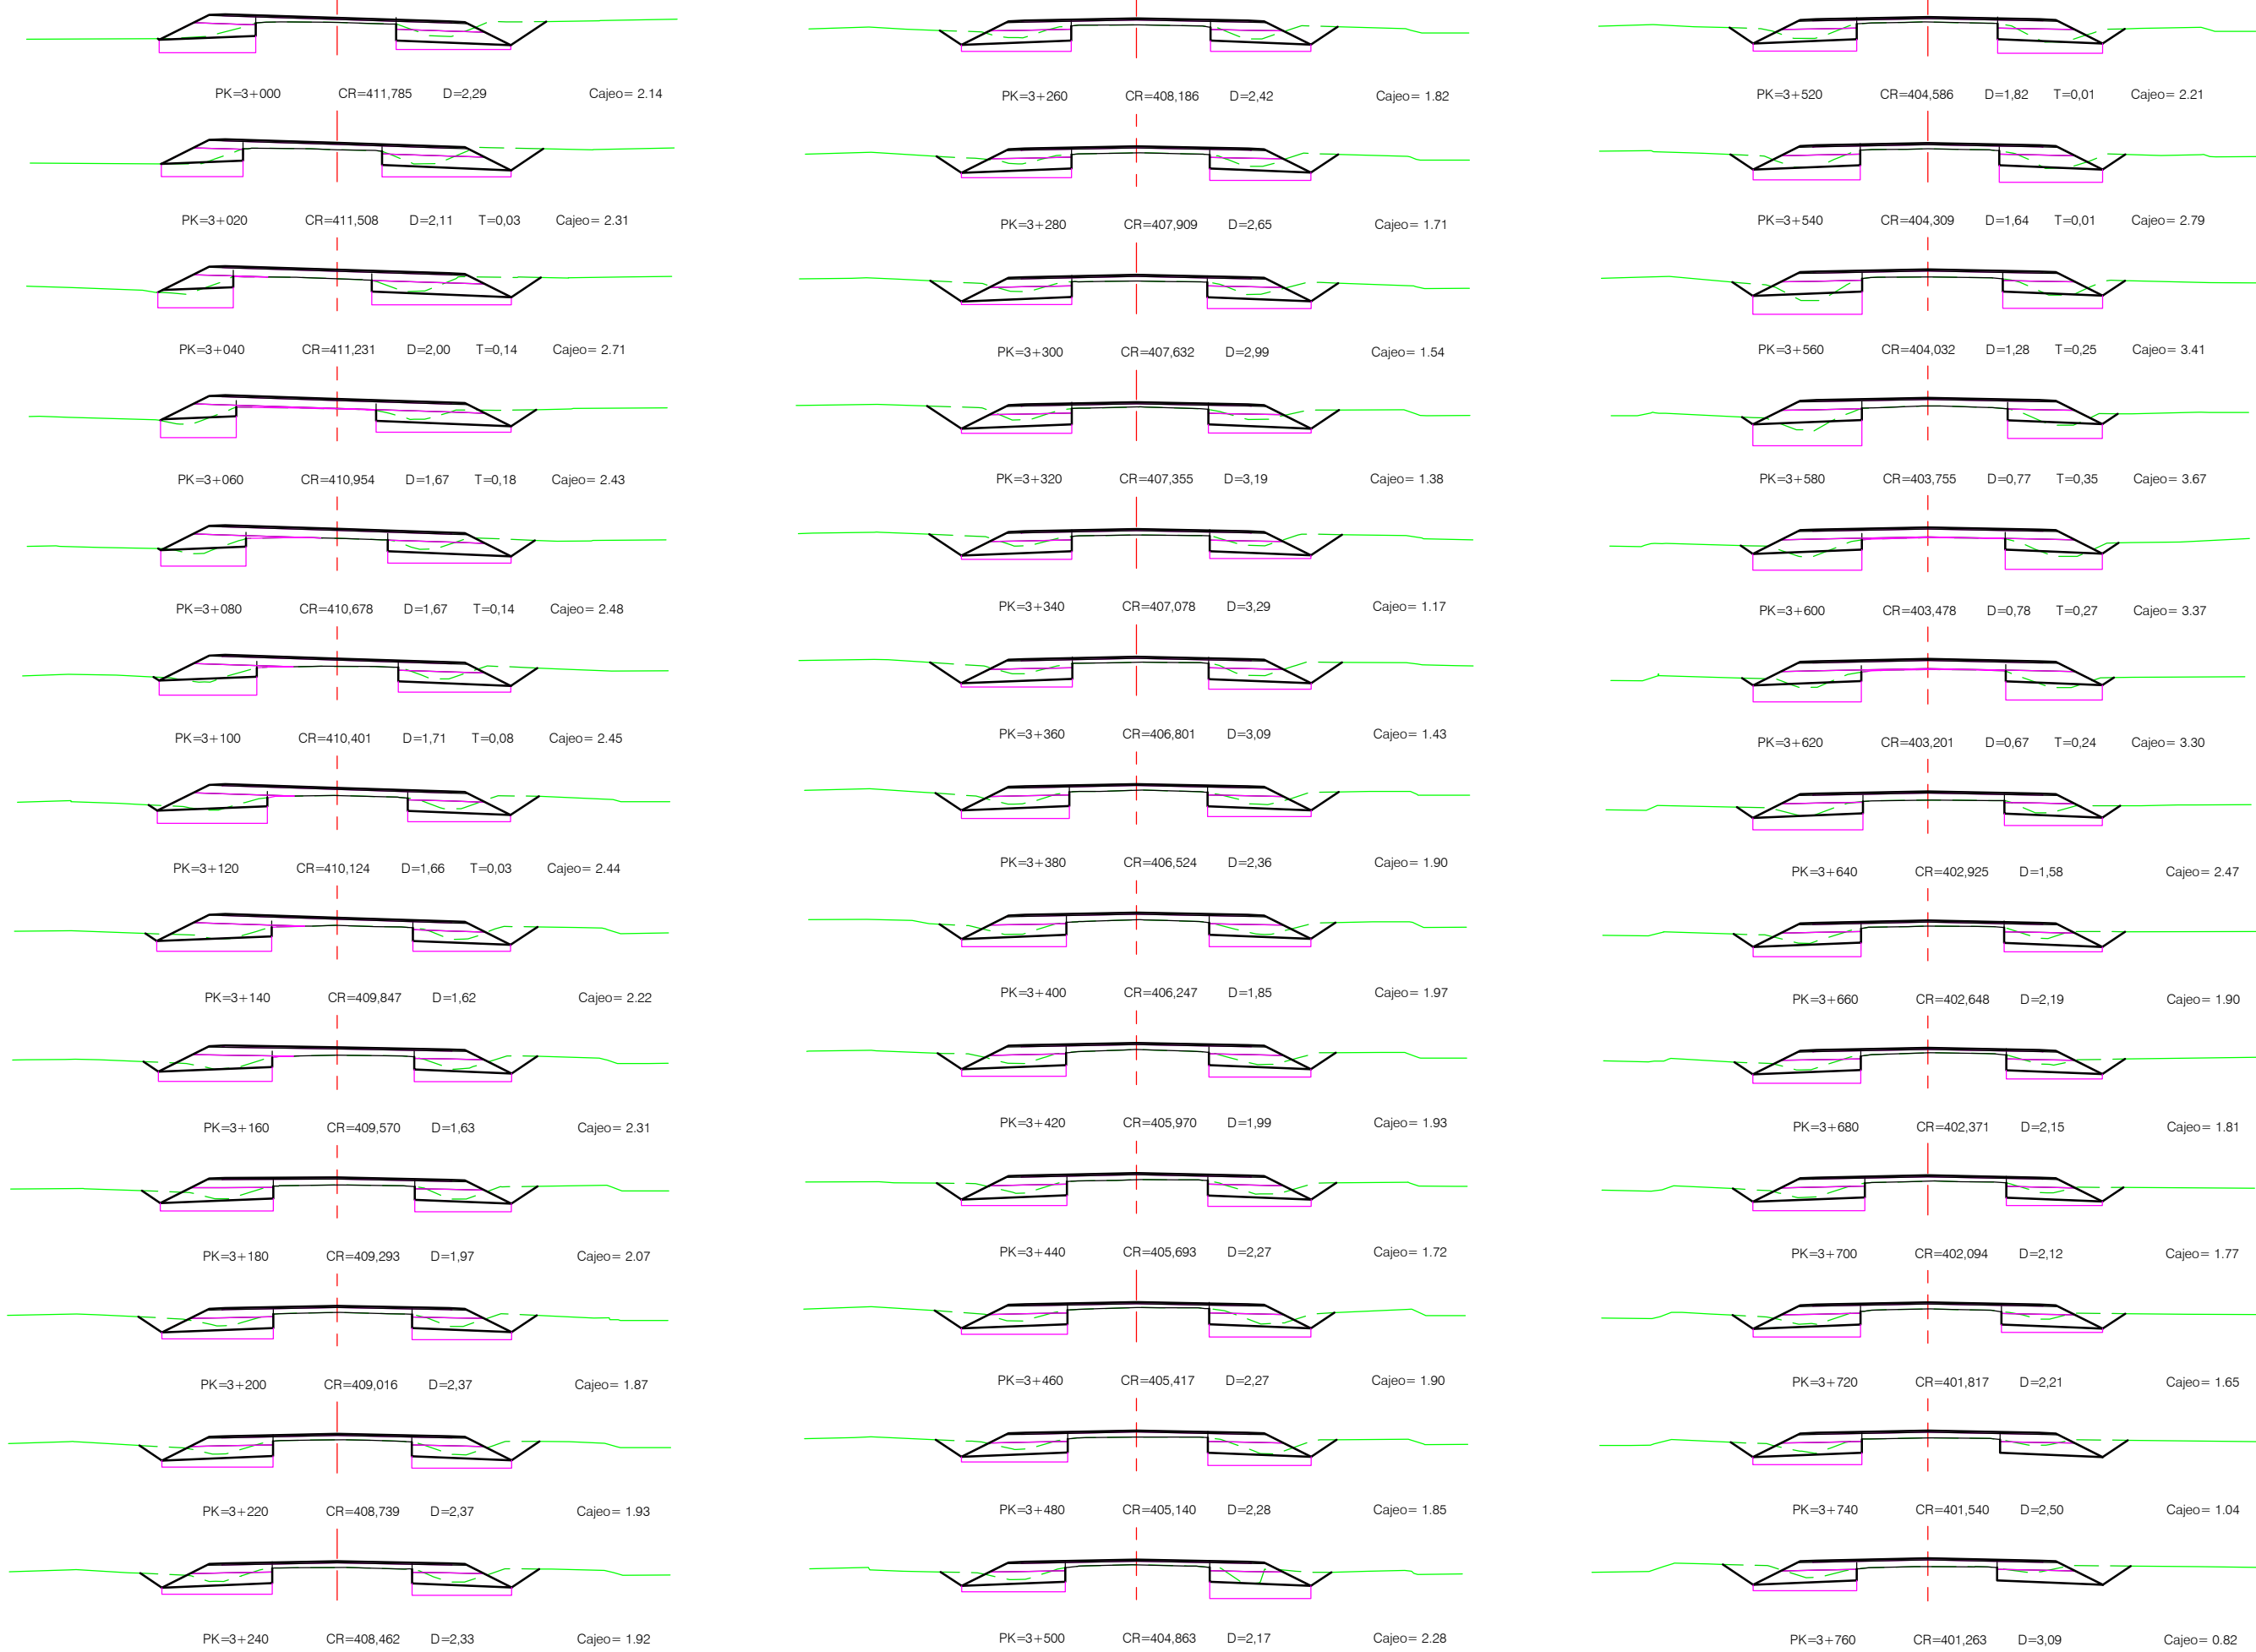 PK=3+000 CR=411,785 D=2,29 Cajeo= 2.14
PK=3+020 CR=411,508 D=2,11 T=0,03 Cajeo= 2.31
PK=3+040 CR=411,231 D=2,00 T=0,14 Cajeo= 2.71
PK=3+060 CR=410,954 D=1,67 T=0,18 Cajeo= 2.43
PK=3+080 CR=410,678 D=1,67 T=0,14 Cajeo= 2.48
PK=3+100 CR=410,401 D=1,71 T=0,08 Cajeo= 2.45
PK=3+120 CR=410,124 D=1,66 T=0,03 Cajeo= 2.44
PK=3+140 CR=409,847 D=1,62 Cajeo= 2.22
PK=3+160 CR=409,570 D=1,63 Cajeo= 2.31
PK=3+180 CR=409,293 D=1,97 Cajeo= 2.07
PK=3+200 CR=409,016 D=2,37 Cajeo= 1.87
PK=3+220 CR=408,739 D=2,37 Cajeo= 1.93
PK=3+240 CR=408,462 D=2,33 Cajeo= 1.92
PK=3+260 CR=408,186 D=2,42 Cajeo= 1.82
PK=3+280 CR=407,909 D=2,65 Cajeo= 1.71
PK=3+300 CR=407,632 D=2,99 Cajeo= 1.54
PK=3+320 CR=407,355 D=3,19 Cajeo= 1.38
PK=3+340 CR=407,078 D=3,29 Cajeo= 1.17
PK=3+360 CR=406,801 D=3,09 Cajeo= 1.43
PK=3+380 CR=406,524 D=2,36 Cajeo= 1.90
PK=3+400 CR=406,247 D=1,85 Cajeo= 1.97
PK=3+420 CR=405,970 D=1,99 Cajeo= 1.93
PK=3+440 CR=405,693 D=2,27 Cajeo= 1.72
PK=3+460 CR=405,417 D=2,27 Cajeo= 1.90
PK=3+480 CR=405,140 D=2,28 Cajeo= 1.85
PK=3+500 CR=404,863 D=2,17 Cajeo= 2.28
PK=3+520 CR=404,586 D=1,82 T=0,01 Cajeo= 2.21
PK=3+540 CR=404,309 D=1,64 T=0,01 Cajeo= 2.79
PK=3+560 CR=404,032 D=1,28 T=0,25 Cajeo= 3.41
PK=3+580 CR=403,755 D=0,77 T=0,35 Cajeo= 3.67
PK=3+600 CR=403,478 D=0,78 T=0,27 Cajeo= 3.37
PK=3+620 CR=403,201 D=0,67 T=0,24 Cajeo= 3.30
PK=3+640 CR=402,925 D=1,58 Cajeo= 2.47
PK=3+660 CR=402,648 D=2,19 Cajeo= 1.90
PK=3+680 CR=402,371 D=2,15 Cajeo= 1.81
PK=3+700 CR=402,094 D=2,12 Cajeo= 1.77
PK=3+720 CR=401,817 D=2,21 Cajeo= 1.65
PK=3+740 CR=401,540 D=2,50 Cajeo= 1.04
PK=3+760 CR=401,263 D=3,09 Cajeo= 0.82